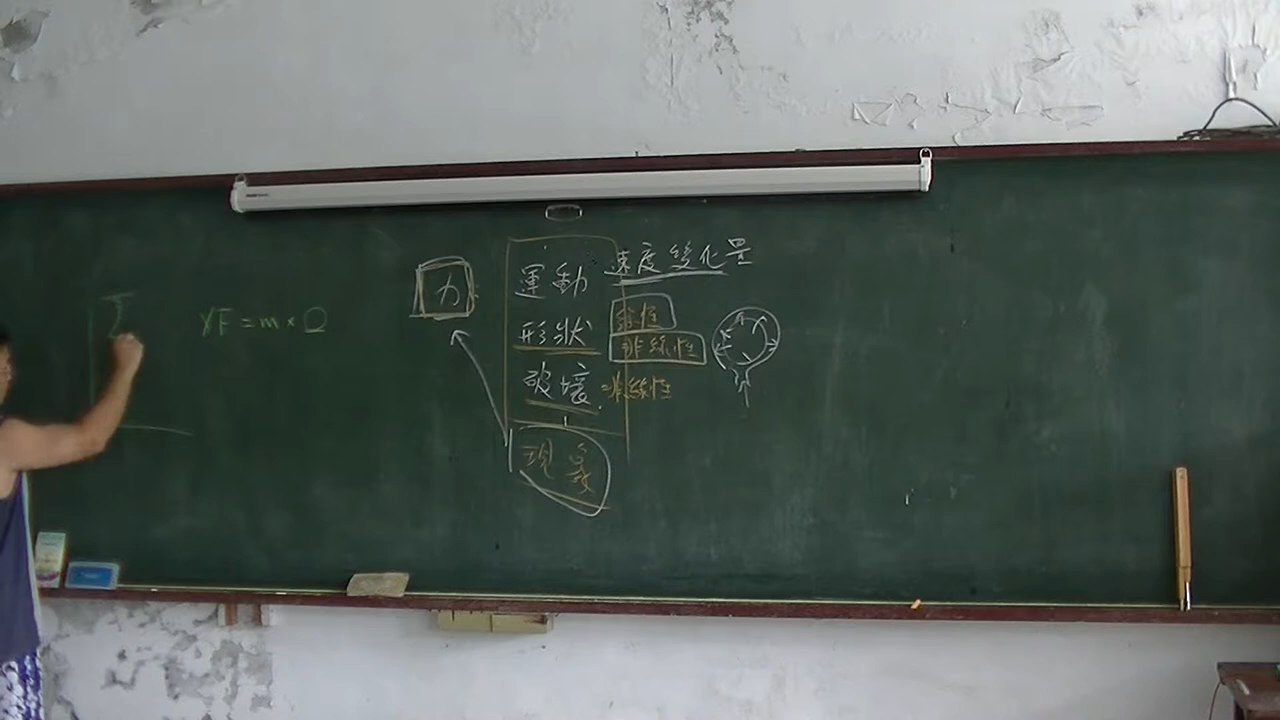 力
運動 速度變化量
形狀 線性
非線性
破壞 非線性
現象
F = m × a